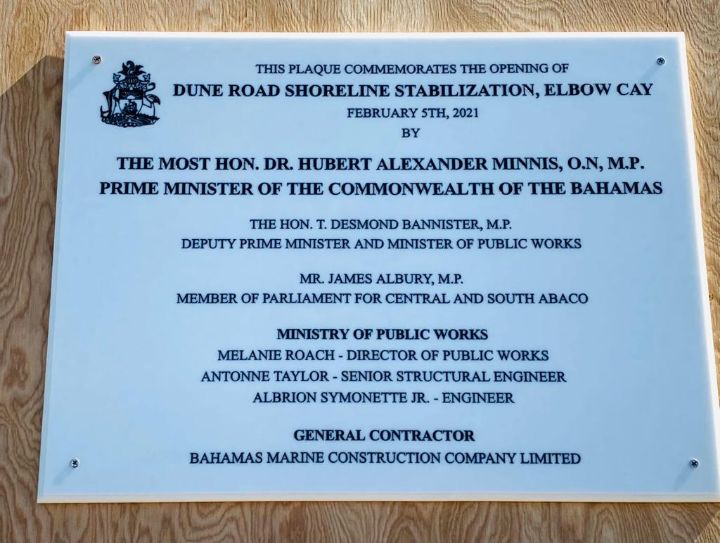 THIS PLAQUE COMMEMORATES THE OPENING OF
DUNE ROAD SHORELINE STABILIZATION, ELBOW CAY
FEBRUARY 5TH, 2021
BY
THE MOST HON. DR. HUBERT ALEXANDER MINNIS, O.N, M.P.
PRIME MINISTER OF THE COMMONWEALTH OF THE BAHAMAS
THE HON. T. DESMOND BANNISTER, M.P.
DEPUTY PRIME MINISTER AND MINISTER OF PUBLIC WORKS
MR. JAMES ALBURY, M.P.
MEMBER OF PARLIAMENT FOR CENTRAL AND SOUTH ABACO
MINISTRY OF PUBLIC WORKS
MELANIE ROACH - DIRECTOR OF PUBLIC WORKS
ANTONNE TAYLOR - SENIOR STRUCTURAL ENGINEER
ALBRION SYMONETTE JR. - ENGINEER
GENERAL CONTRACTOR
BAHAMAS MARINE CONSTRUCTION COMPANY LIMITED